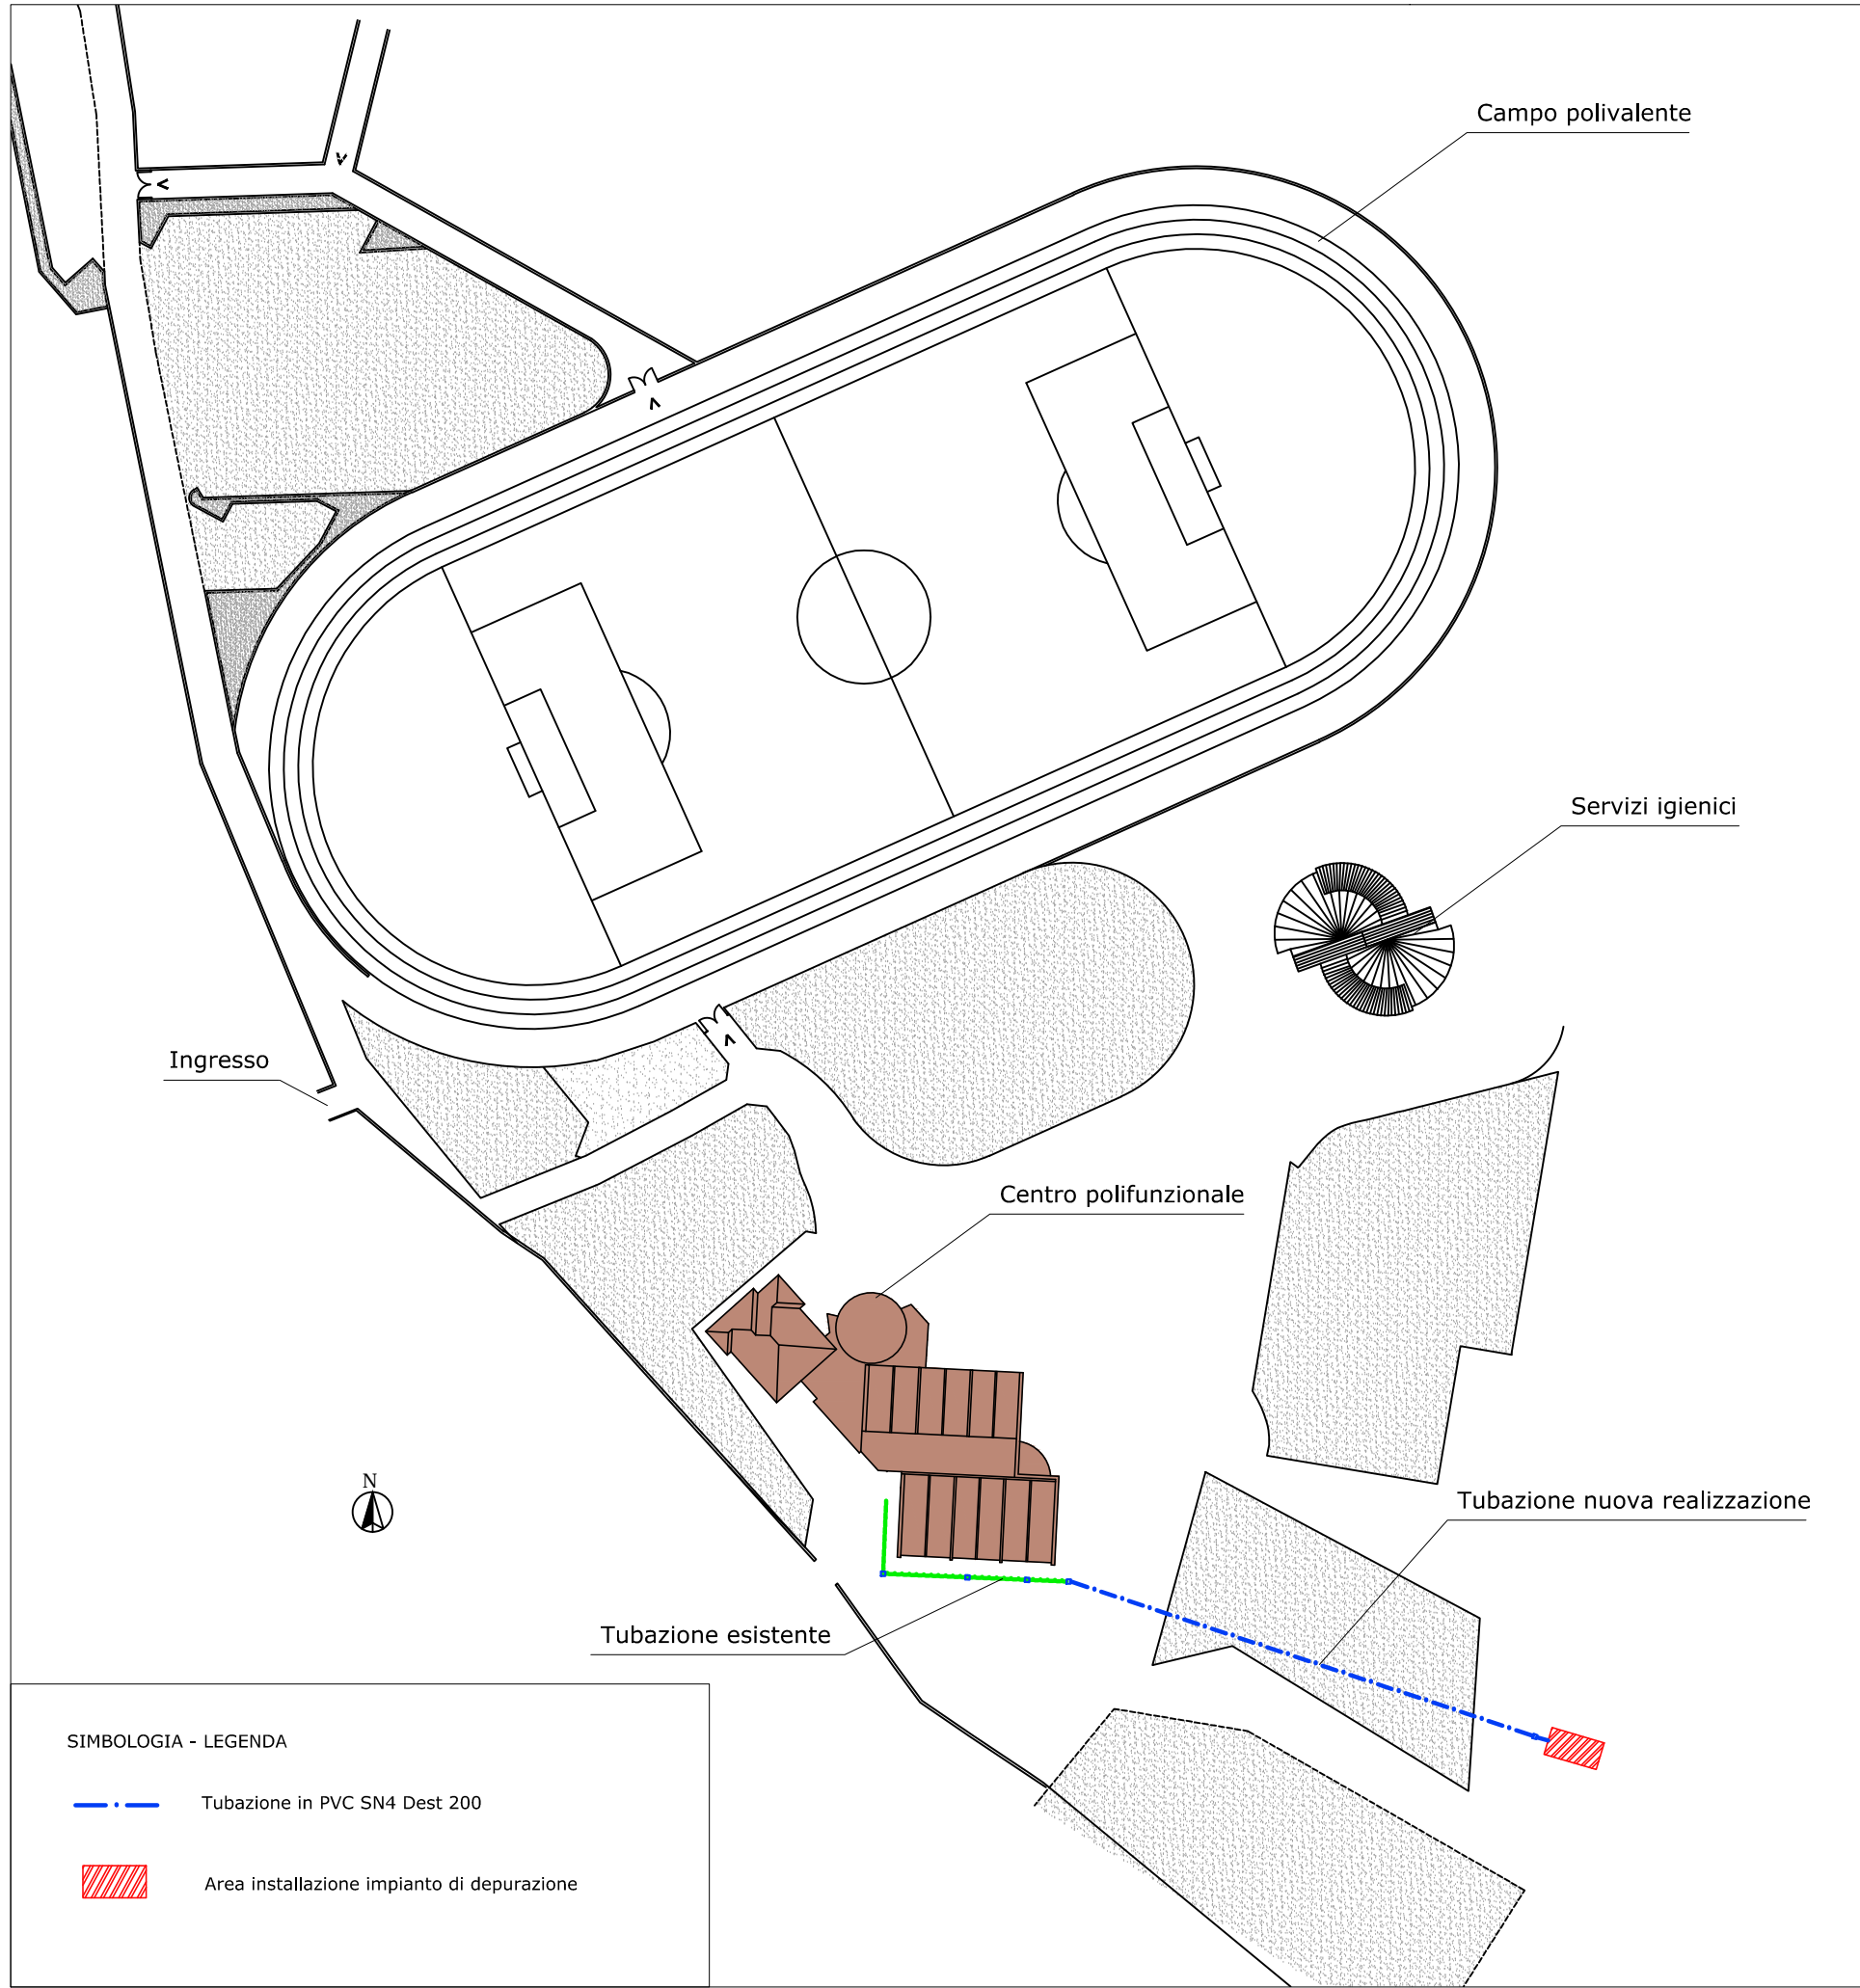 Campo polivalente
Servizi igienici
Ingresso
Centro polifunzionale
N
Tubazione nuova realizzazione
Tubazione esistente
SIMBOLOGIA - LEGENDA
Tubazione in PVC SN4 Dest 200
Area installazione impianto di depurazione